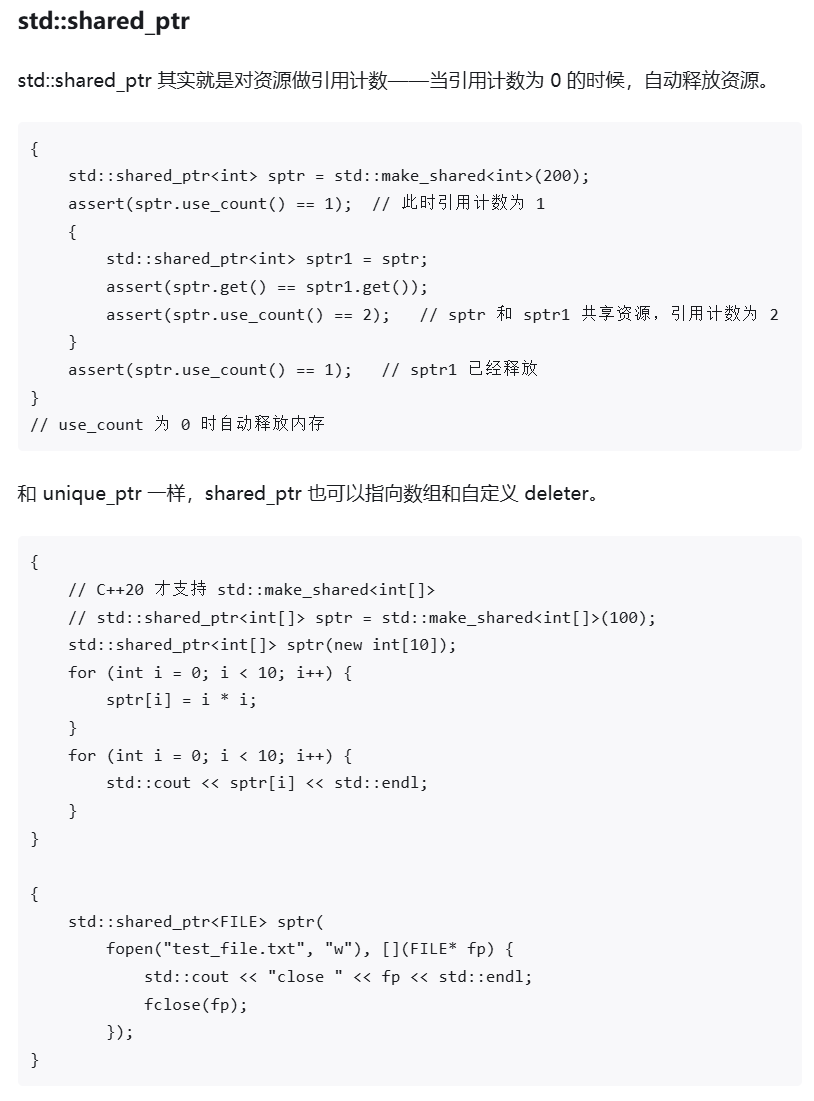 std::shared_ptr
std::shared_ptr 其实就是对资源做引用计数——当引用计数为 0 的时候，自动释放资源。
{
    std::shared_ptr<int> sptr = std::make_shared<int>(200);
    assert(sptr.use_count() == 1);  // 此时引用计数为 1
    {
        std::shared_ptr<int> sptr1 = sptr;
        assert(sptr.get() == sptr1.get());
        assert(sptr.use_count() == 2);   // sptr 和 sptr1 共享资源，引用计数为 2
    }
    assert(sptr.use_count() == 1);   // sptr1 已经释放
}
// use_count 为 0 时自动释放内存
和 unique_ptr 一样，shared_ptr 也可以指向数组和自定义 deleter。
{
    // C++20 才支持 std::make_shared<int[]>
    // std::shared_ptr<int[]> sptr = std::make_shared<int[]>(100);
    std::shared_ptr<int[]> sptr(new int[10]);
    for (int i = 0; i < 10; i++) {
        sptr[i] = i * i;
    }
    for (int i = 0; i < 10; i++) {
        std::cout << sptr[i] << std::endl;
    }
}
{
    std::shared_ptr<FILE> sptr(
        fopen("test_file.txt", "w"), [](FILE* fp) {
            std::cout << "close " << fp << std::endl;
            fclose(fp);
        });
}